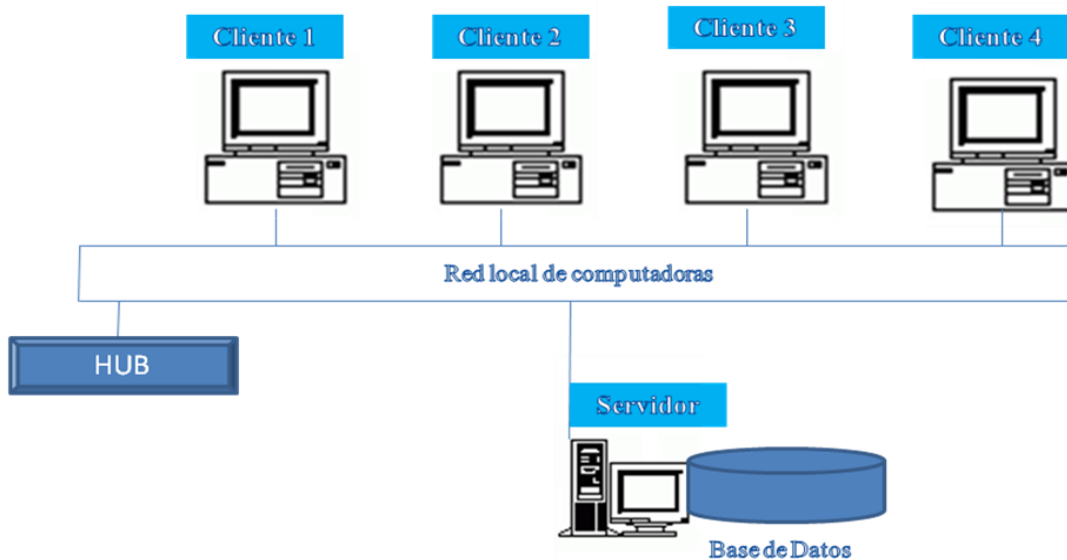 Cliente 1
Cliente 2
Cliente 3
Cliente 4
Red local de computadoras
HUB
Servidor
Base de Datos